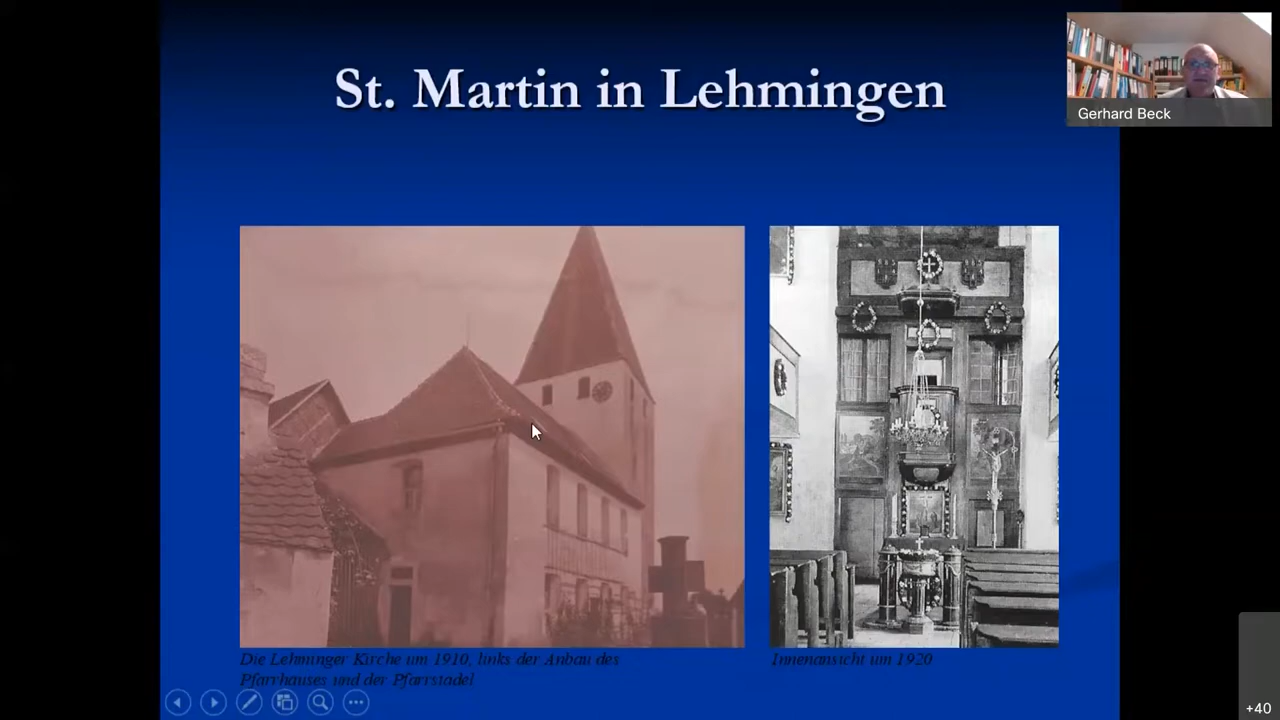 St. Martin in Lehmingen
Gerhard Beck
Die Lehminger Kirche um 1910, links der Anbau des
Pfarrhauses und der Pfarrstadel
Innenansicht um 1920
+40